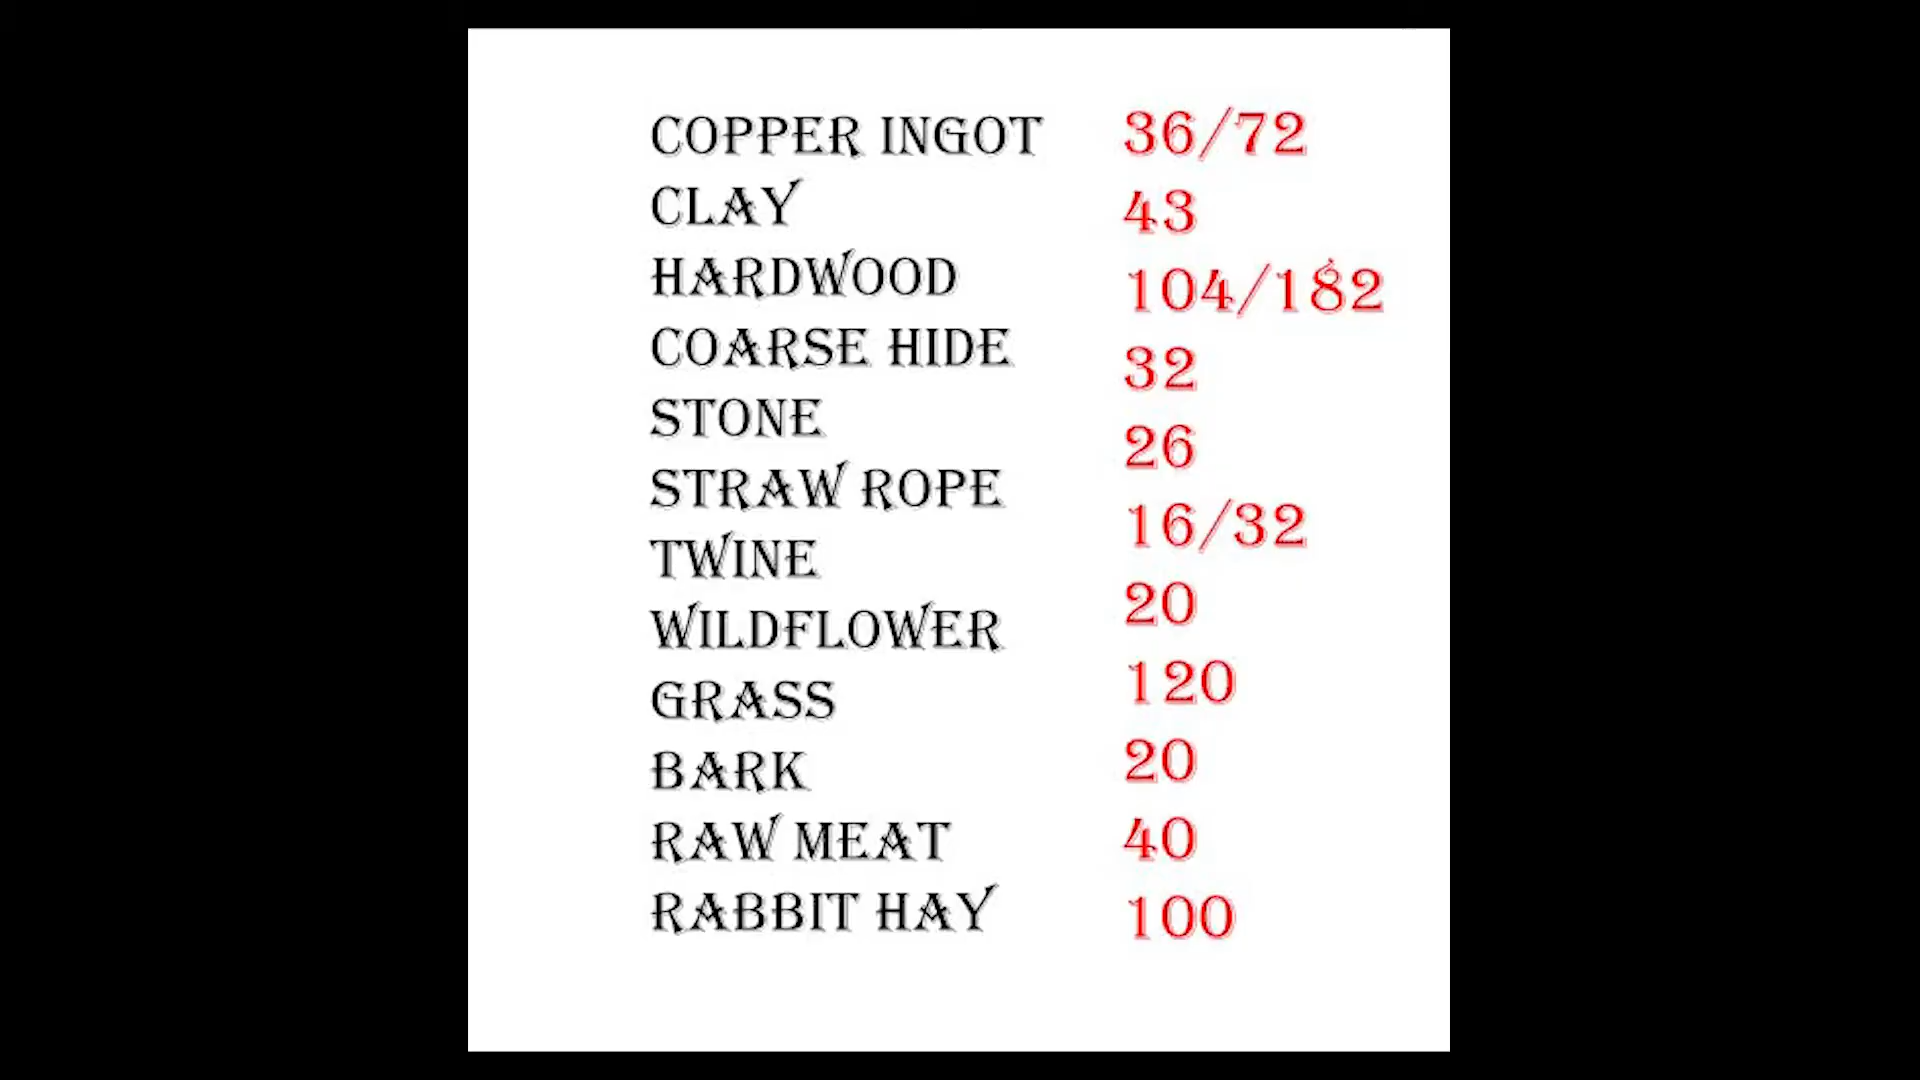 COPPER INGOT
CLAY
HARDWOOD
COARSE HIDE
STONE
STRAW ROPE
TWINE
WILDFLOWER
GRASS
BARK
RAW MEAT
RABBIT HAY
36/72
43
104/182
32
26
16/32
20
120
20
40
100